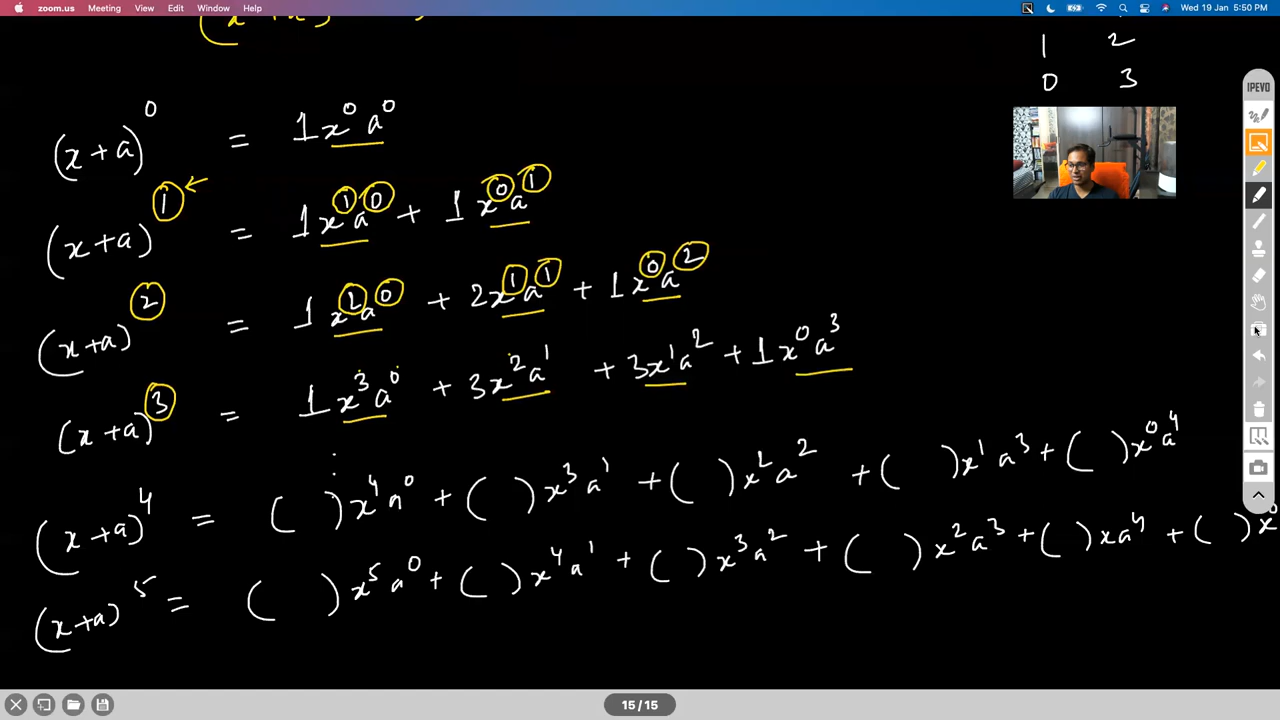 zoom.us Meeting View Edit Window Help Wed 19 Jan 5:50 PM
(x+a)
1 2
0 3
IPEVO
(x+a)⁰ = 1x⁰a⁰
(x+a)¹ = 1x¹a⁰ + 1x⁰a¹
(x+a)² = 1x²a⁰ + 2x¹a¹ + 1x⁰a²
(x+a)³ = 1x³a⁰ + 3x²a¹ + 3x¹a² + 1x⁰a³
(x+a)⁴ = ( )x⁴a⁰ + ( )x³a¹ + ( )x²a² + ( )x¹a³ + ( )x⁰a⁴
(x+a)⁵ = ( )x⁵a⁰ + ( )x⁴a¹ + ( )x³a² + ( )x²a³ + ( )xa⁴ + ( )x⁰
15/15